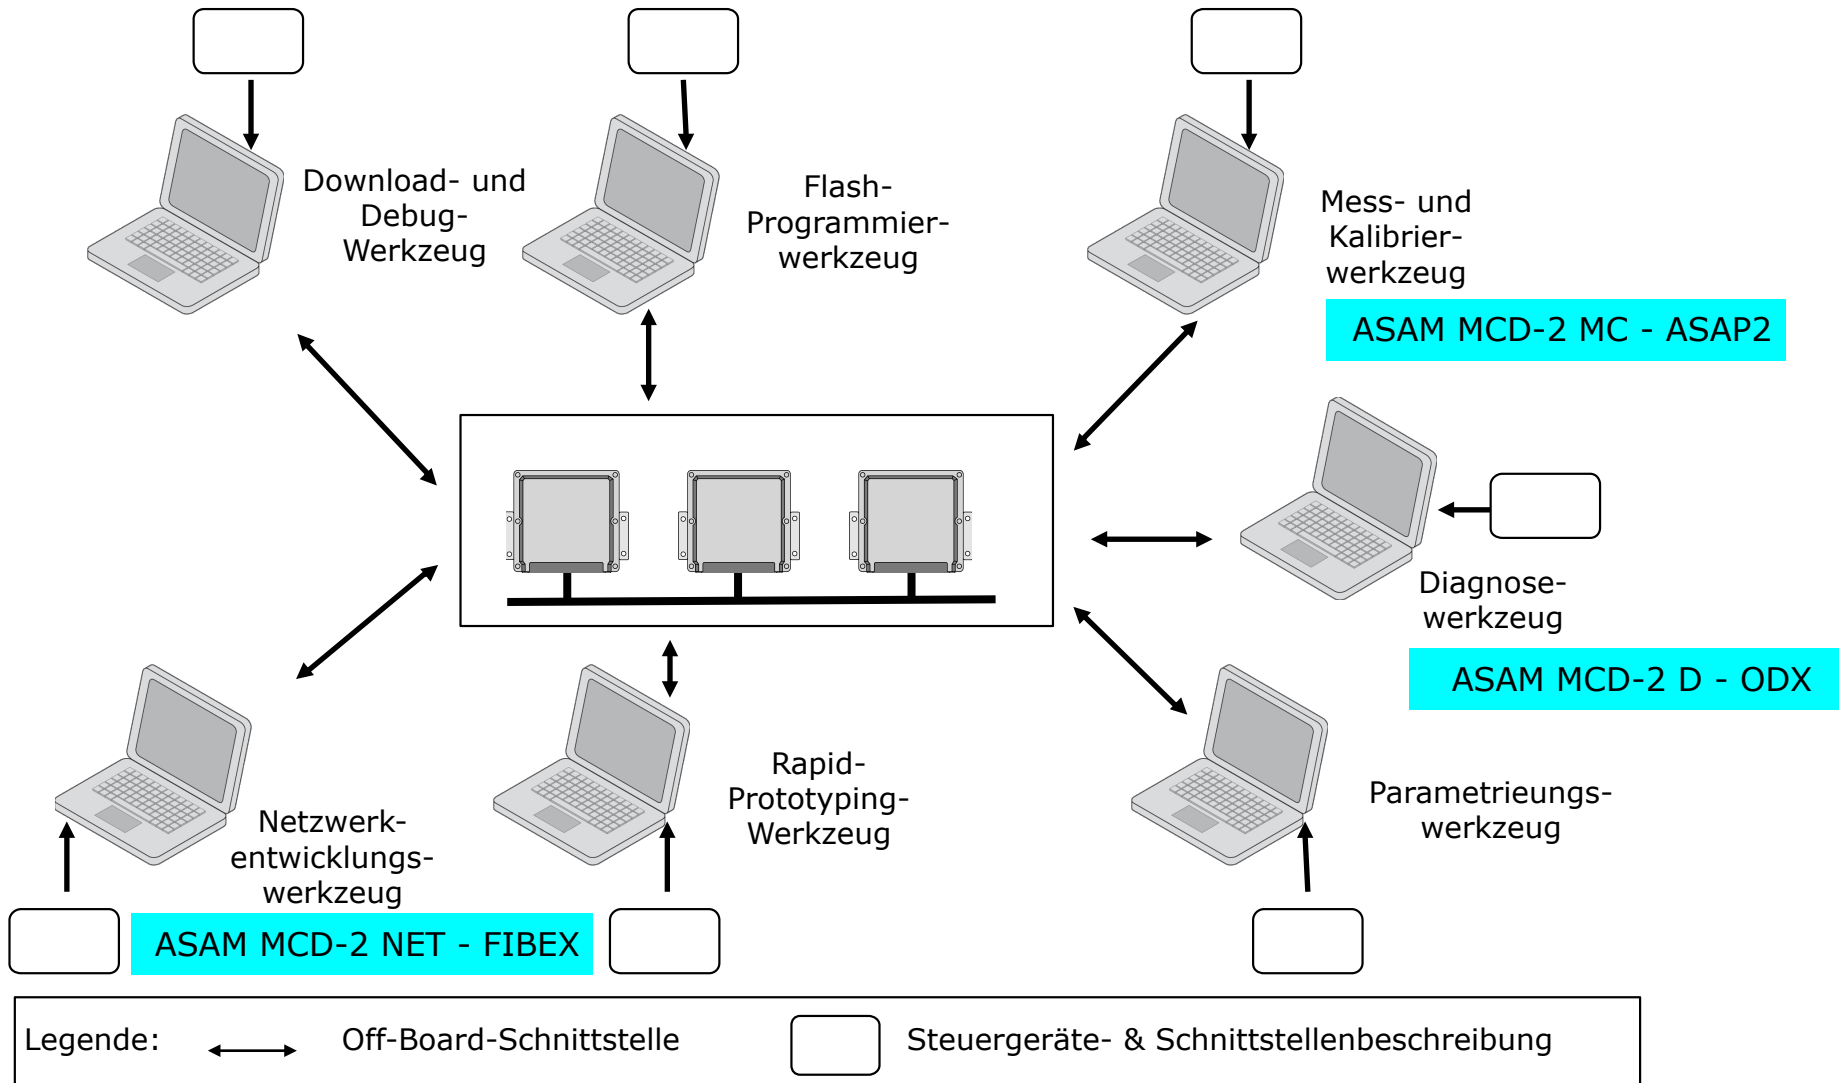 Download- und
Debug-
Werkzeug
Flash-
Programmier-
werkzeug
Mess- und
Kalibrier-
werkzeug
ASAM MCD-2 MC - ASAP2
Diagnose-
werkzeug
ASAM MCD-2 D - ODX
Netzwerk-
entwicklungs-
werkzeug
ASAM MCD-2 NET - FIBEX
Rapid-
Prototyping-
Werkzeug
Parametrieungs-
werkzeug
Legende:
Off-Board-Schnittstelle
Steuergeräte- & Schnittstellenbeschreibung